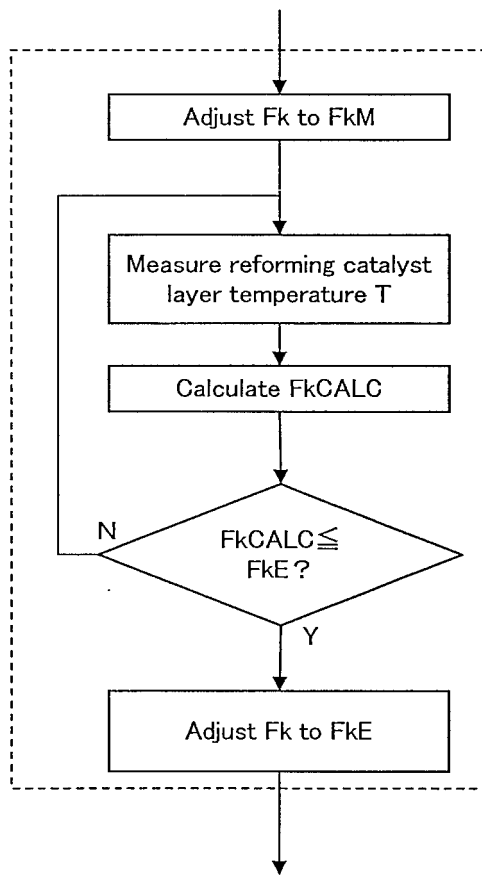 Adjust Fk to FkM
Measure reforming catalyst
layer temperature T
Calculate FkCALC
N
FkCALC≦
FkE?
Y
Adjust Fk to FkE